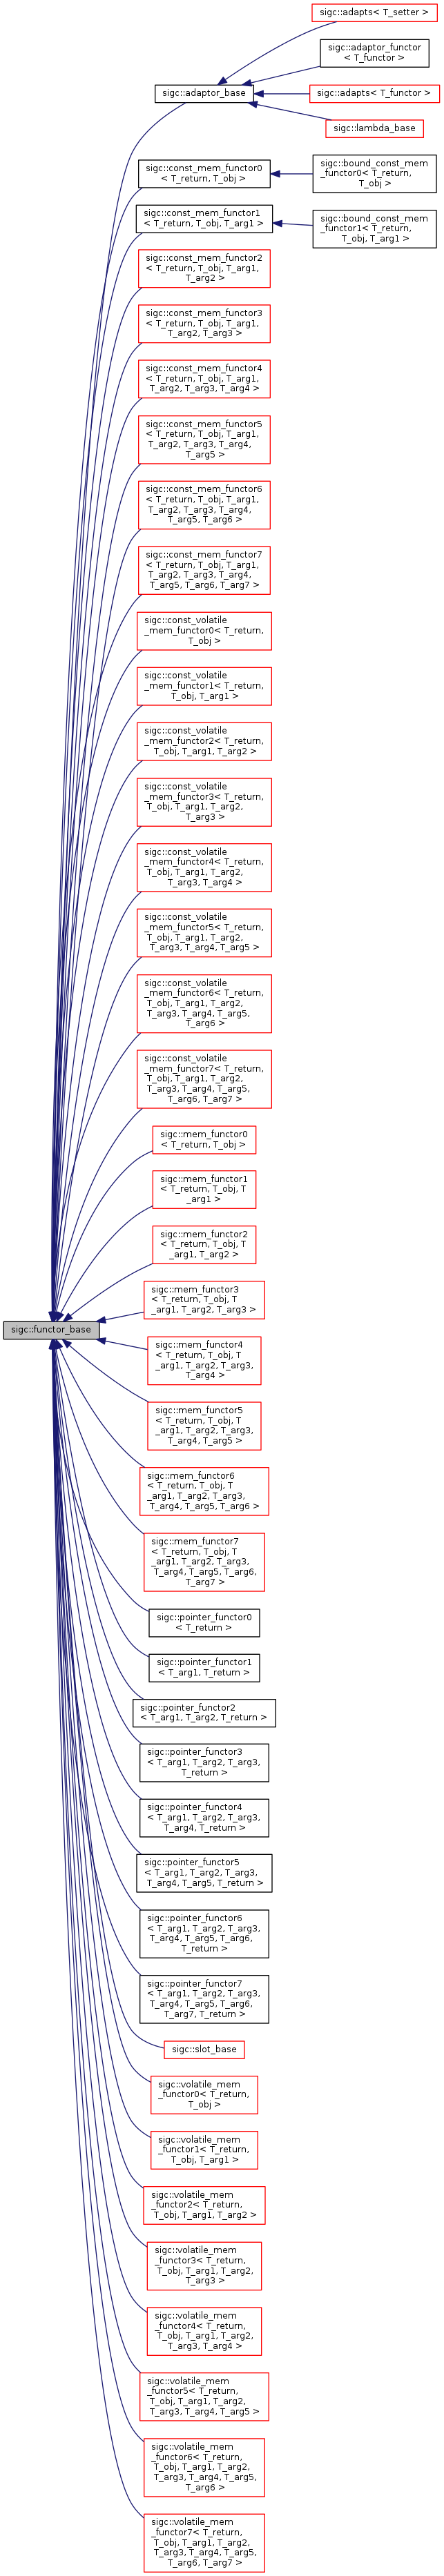 sigc::adapts< T_setter >
sigc::adaptor_functor
< T_functor >
sigc::adaptor_base
sigc::adapts< T_functor >
sigc::lambda_base
sigc::const_mem_functor0
< T_return, T_obj >
sigc::bound_const_mem
_functor0< T_return,
T_obj >
sigc::const_mem_functor1
< T_return, T_obj, T_arg1 >
sigc::bound_const_mem
_functor1< T_return,
T_obj, T_arg1 >
sigc::const_mem_functor2
< T_return, T_obj, T_arg1,
T_arg2 >
sigc::const_mem_functor3
< T_return, T_obj, T_arg1,
T_arg2, T_arg3 >
sigc::const_mem_functor4
< T_return, T_obj, T_arg1,
T_arg2, T_arg3, T_arg4 >
sigc::const_mem_functor5
< T_return, T_obj, T_arg1,
T_arg2, T_arg3, T_arg4,
T_arg5 >
sigc::const_mem_functor6
< T_return, T_obj, T_arg1,
T_arg2, T_arg3, T_arg4,
T_arg5, T_arg6 >
sigc::const_mem_functor7
< T_return, T_obj, T_arg1,
T_arg2, T_arg3, T_arg4,
T_arg5, T_arg6, T_arg7 >
sigc::const_volatile
_mem_functor0< T_return,
T_obj >
sigc::const_volatile
_mem_functor1< T_return,
T_obj, T_arg1 >
sigc::const_volatile
_mem_functor2< T_return,
T_obj, T_arg1, T_arg2 >
sigc::const_volatile
_mem_functor3< T_return,
T_obj, T_arg1, T_arg2,
T_arg3 >
sigc::const_volatile
_mem_functor4< T_return,
T_obj, T_arg1, T_arg2,
T_arg3, T_arg4 >
sigc::const_volatile
_mem_functor5< T_return,
T_obj, T_arg1, T_arg2,
T_arg3, T_arg4, T_arg5 >
sigc::const_volatile
_mem_functor6< T_return,
T_obj, T_arg1, T_arg2,
T_arg3, T_arg4, T_arg5,
T_arg6 >
sigc::const_volatile
_mem_functor7< T_return,
T_obj, T_arg1, T_arg2,
T_arg3, T_arg4, T_arg5,
T_arg6, T_arg7 >
sigc::mem_functor0
< T_return, T_obj >
sigc::mem_functor1
< T_return, T_obj, T
_arg1 >
sigc::mem_functor2
< T_return, T_obj, T
_arg1, T_arg2 >
sigc::mem_functor3
< T_return, T_obj, T
_arg1, T_arg2, T_arg3 >
sigc::functor_base
sigc::mem_functor4
< T_return, T_obj, T
_arg1, T_arg2, T_arg3,
T_arg4 >
sigc::mem_functor5
< T_return, T_obj, T
_arg1, T_arg2, T_arg3,
T_arg4, T_arg5 >
sigc::mem_functor6
< T_return, T_obj, T
_arg1, T_arg2, T_arg3,
T_arg4, T_arg5, T_arg6 >
sigc::mem_functor7
< T_return, T_obj, T
_arg1, T_arg2, T_arg3,
T_arg4, T_arg5, T_arg6,
T_arg7 >
sigc::pointer_functor0
< T_return >
sigc::pointer_functor1
< T_arg1, T_return >
sigc::pointer_functor2
< T_arg1, T_arg2, T_return >
sigc::pointer_functor3
< T_arg1, T_arg2, T_arg3,
T_return >
sigc::pointer_functor4
< T_arg1, T_arg2, T_arg3,
T_arg4, T_return >
sigc::pointer_functor5
< T_arg1, T_arg2, T_arg3,
T_arg4, T_arg5, T_return >
sigc::pointer_functor6
< T_arg1, T_arg2, T_arg3,
T_arg4, T_arg5, T_arg6,
T_return >
sigc::pointer_functor7
< T_arg1, T_arg2, T_arg3,
T_arg4, T_arg5, T_arg6,
T_arg7, T_return >
sigc::slot_base
sigc::volatile_mem
_functor0< T_return,
T_obj >
sigc::volatile_mem
_functor1< T_return,
T_obj, T_arg1 >
sigc::volatile_mem
_functor2< T_return,
T_obj, T_arg1, T_arg2 >
sigc::volatile_mem
_functor3< T_return,
T_obj, T_arg1, T_arg2,
T_arg3 >
sigc::volatile_mem
_functor4< T_return,
T_obj, T_arg1, T_arg2,
T_arg3, T_arg4 >
sigc::volatile_mem
_functor5< T_return,
T_obj, T_arg1, T_arg2,
T_arg3, T_arg4, T_arg5 >
sigc::volatile_mem
_functor6< T_return,
T_obj, T_arg1, T_arg2,
T_arg3, T_arg4, T_arg5,
T_arg6 >
sigc::volatile_mem
_functor7< T_return,
T_obj, T_arg1, T_arg2,
T_arg3, T_arg4, T_arg5,
T_arg6, T_arg7 >